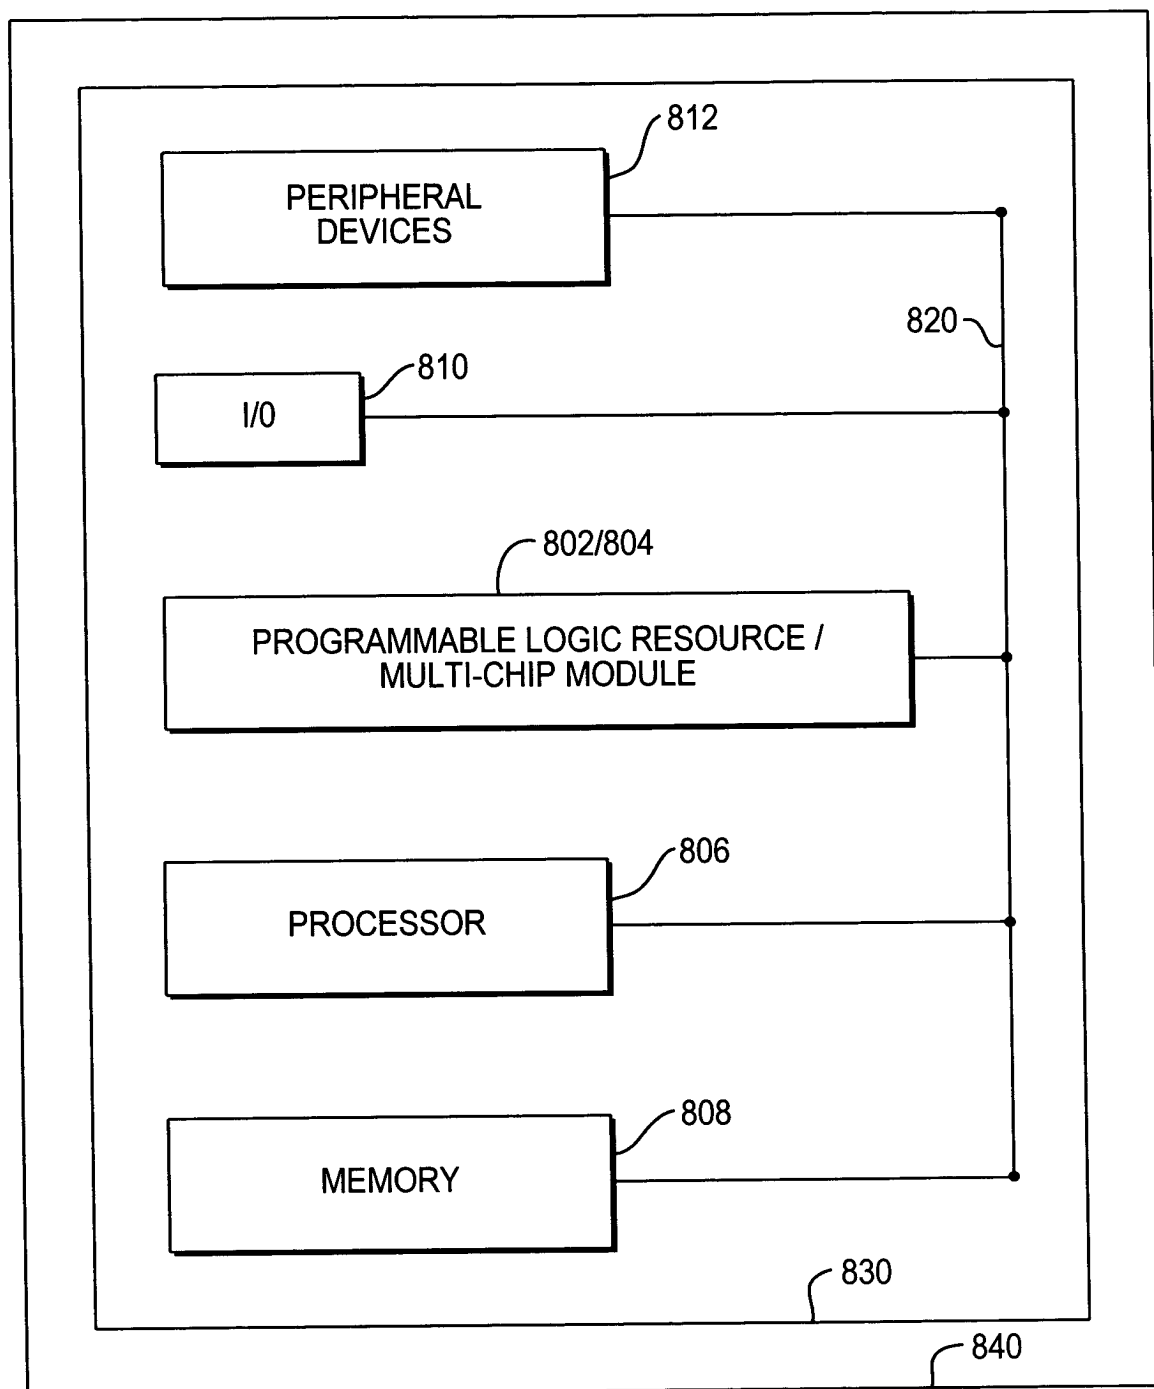 812
PERIPHERAL
DEVICES
820
810
I/0
802/804
PROGRAMMABLE LOGIC RESOURCE /
MULTI-CHIP MODULE
806
PROCESSOR
808
MEMORY
830
840